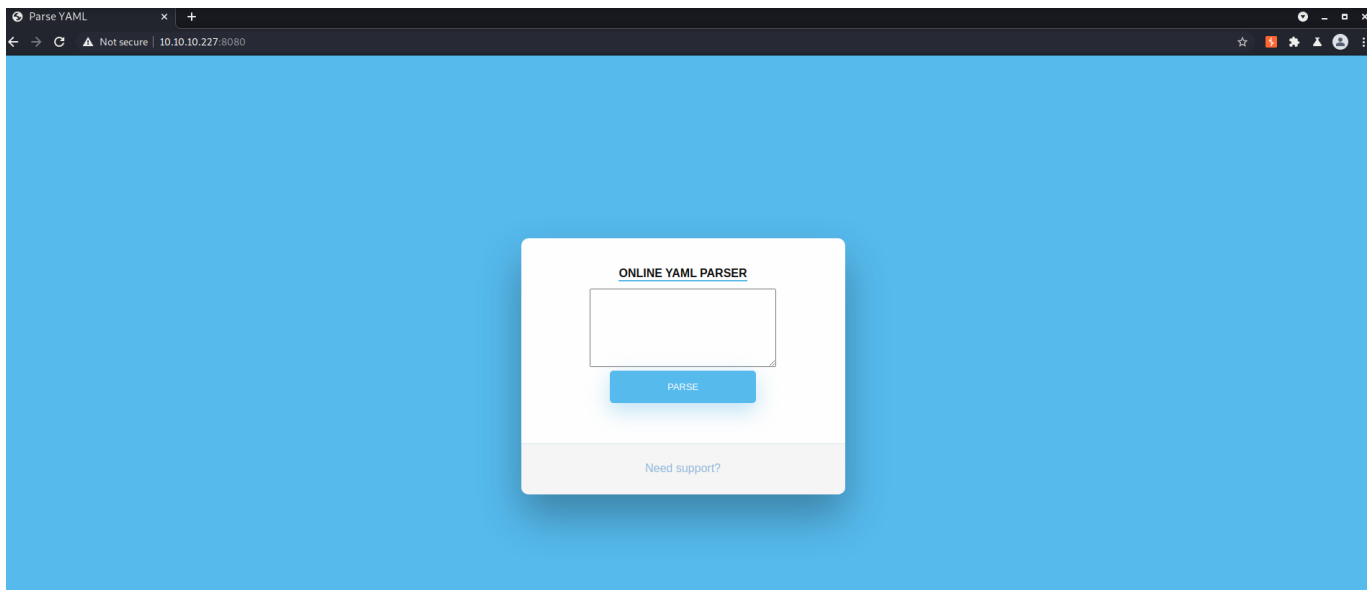 Parse YAML
Not secure | 10.10.10.227:8080
ONLINE YAML PARSER
PARSE
Need support?